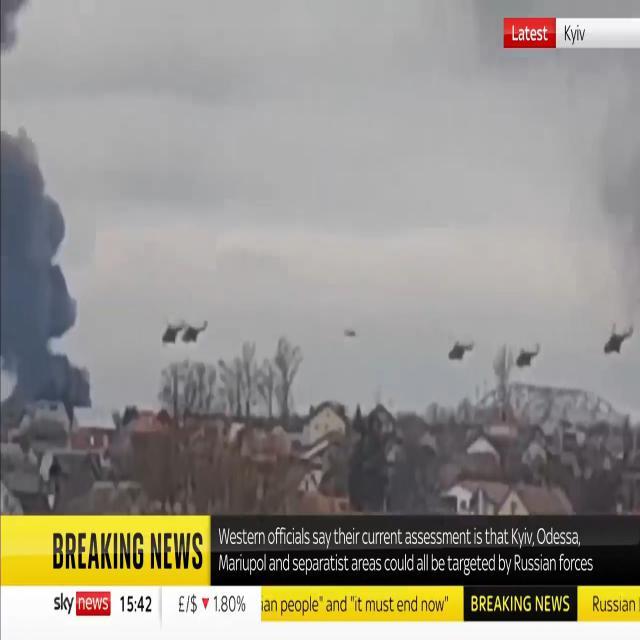 Latest Kyiv
BREAKING NEWS
Western officials say their current assessment is that Kyiv, Odessa,
Mariupol and separatist areas could all be targeted by Russian forces
sky news 15:42 £/$ ▼ 1.80% an people" and "it must end now" BREAKING NEWS Russian